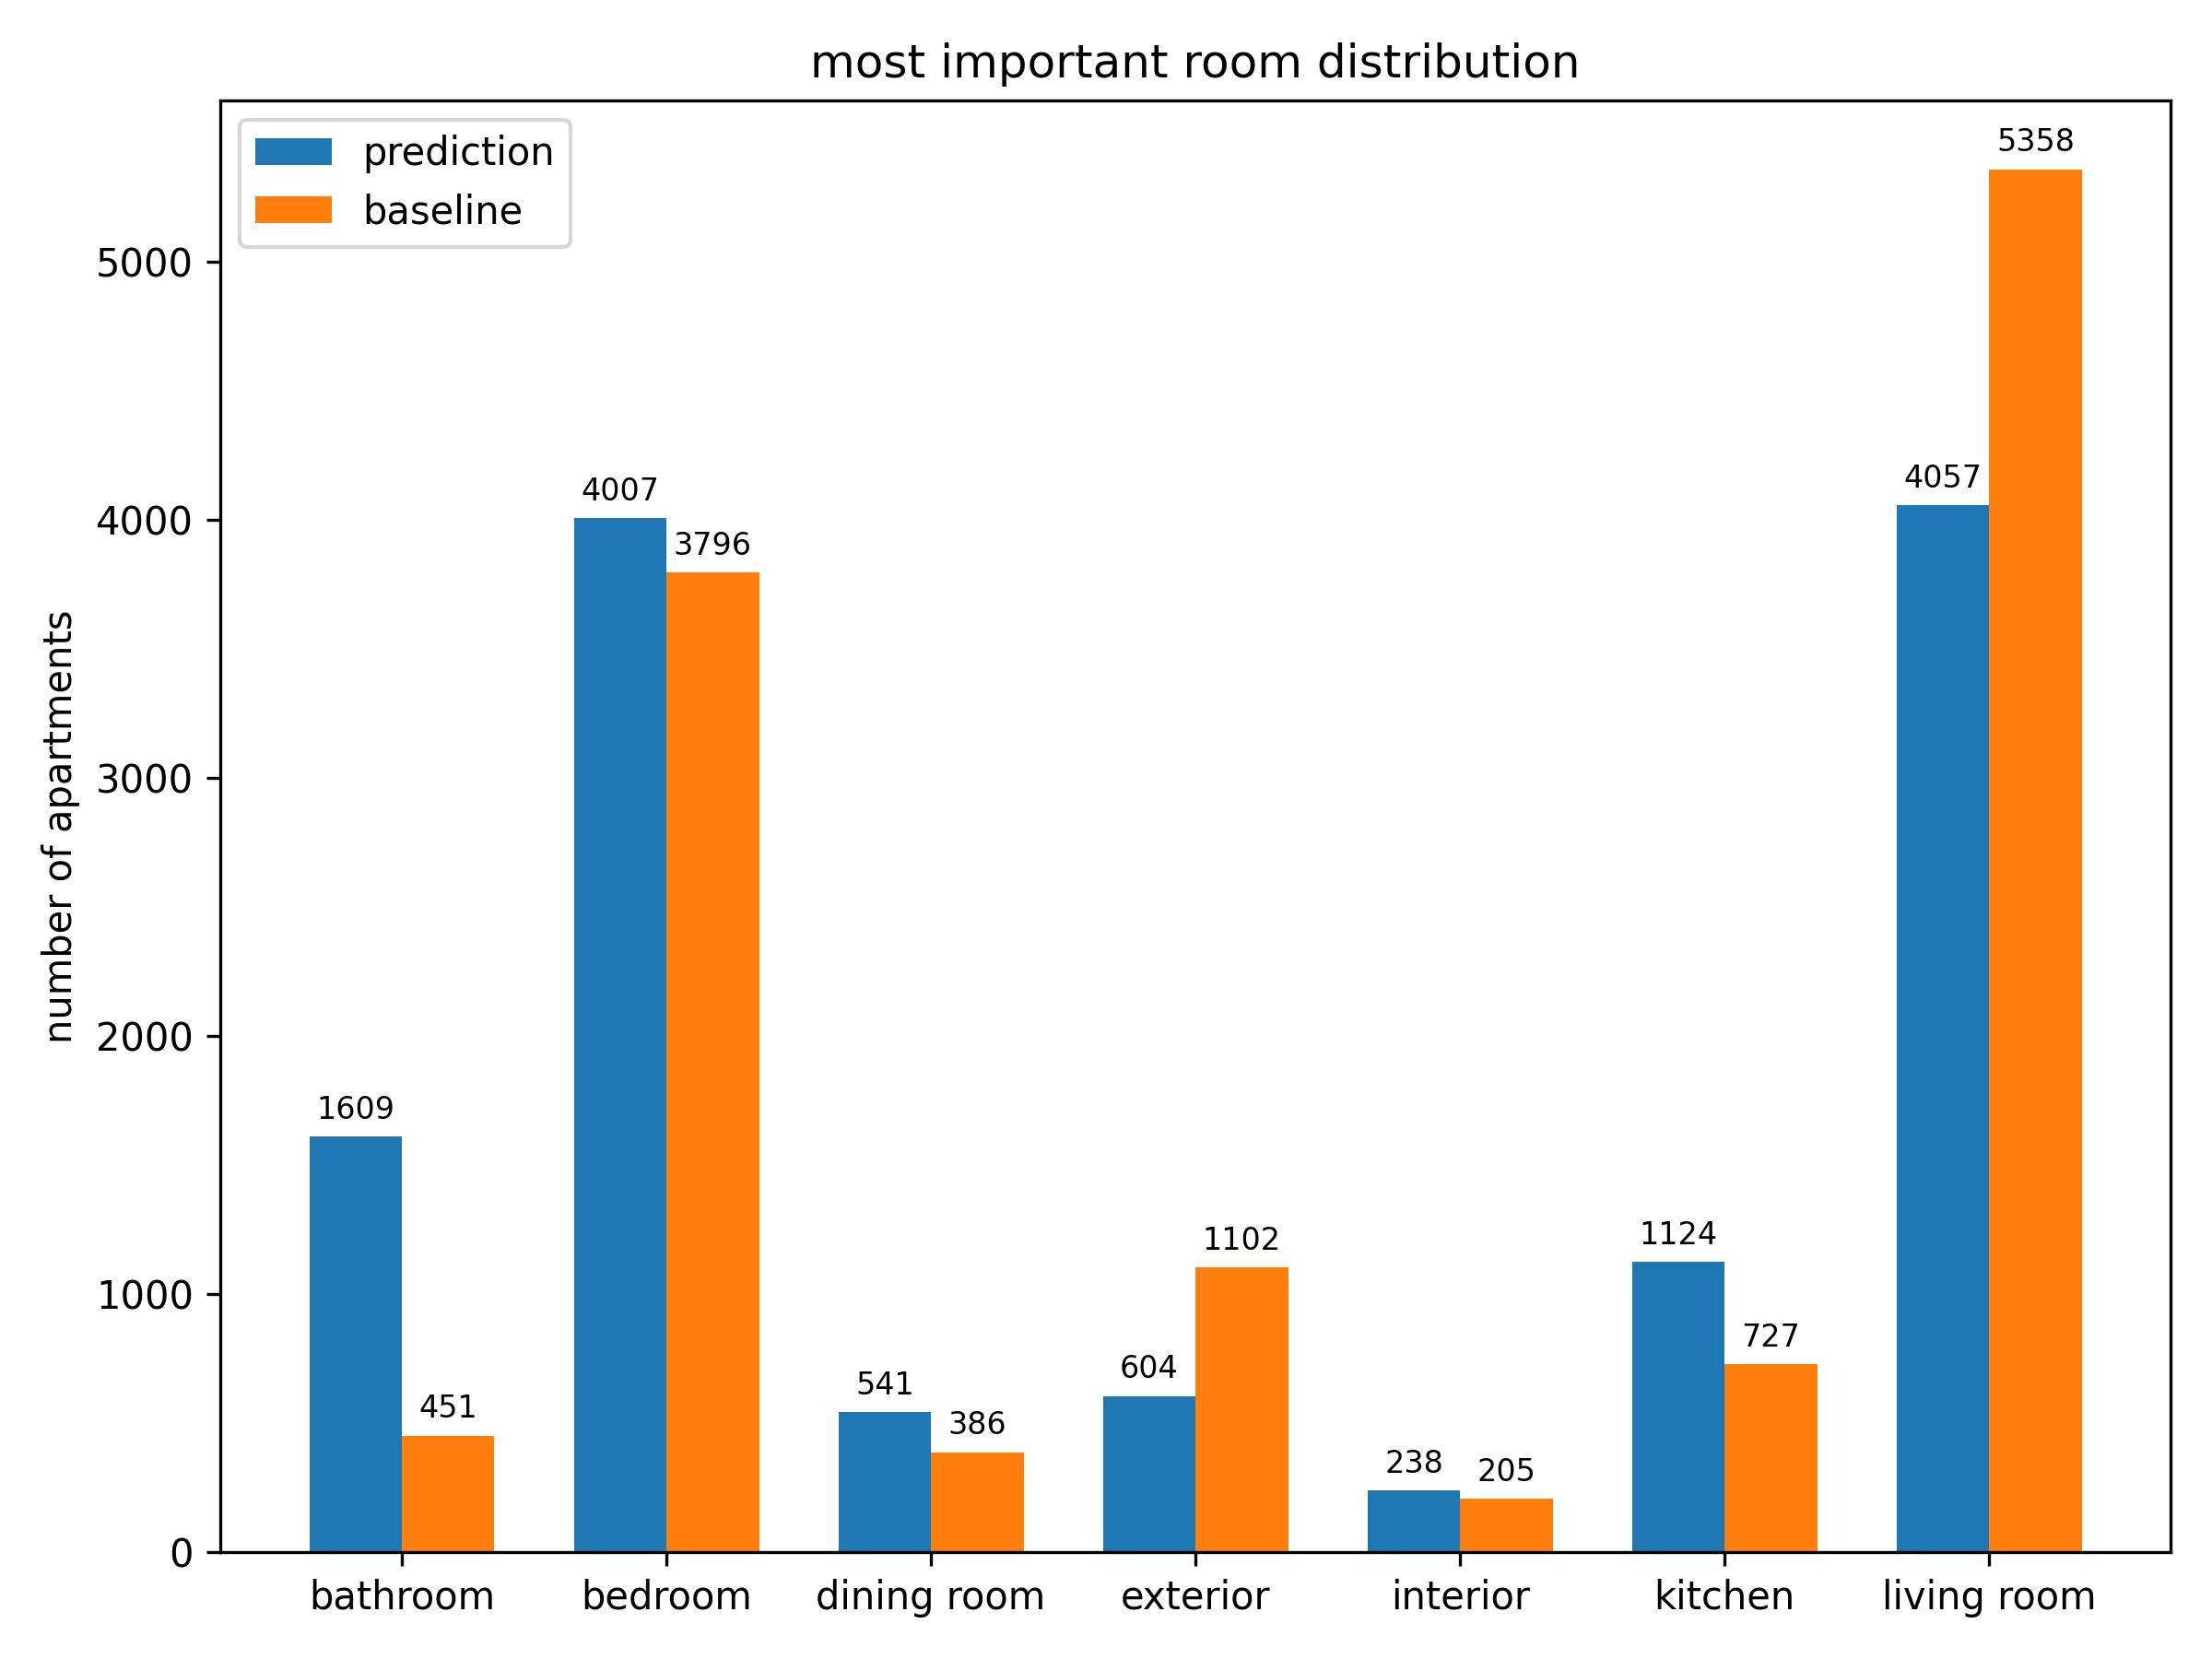 most important room distribution
prediction
baseline
number of apartments
5000
4000
3000
2000
1000
0
1609
451
4007
3796
541
386
604
1102
238
205
1124
727
4057
5358
bathroom
bedroom
dining room
exterior
interior
kitchen
living room